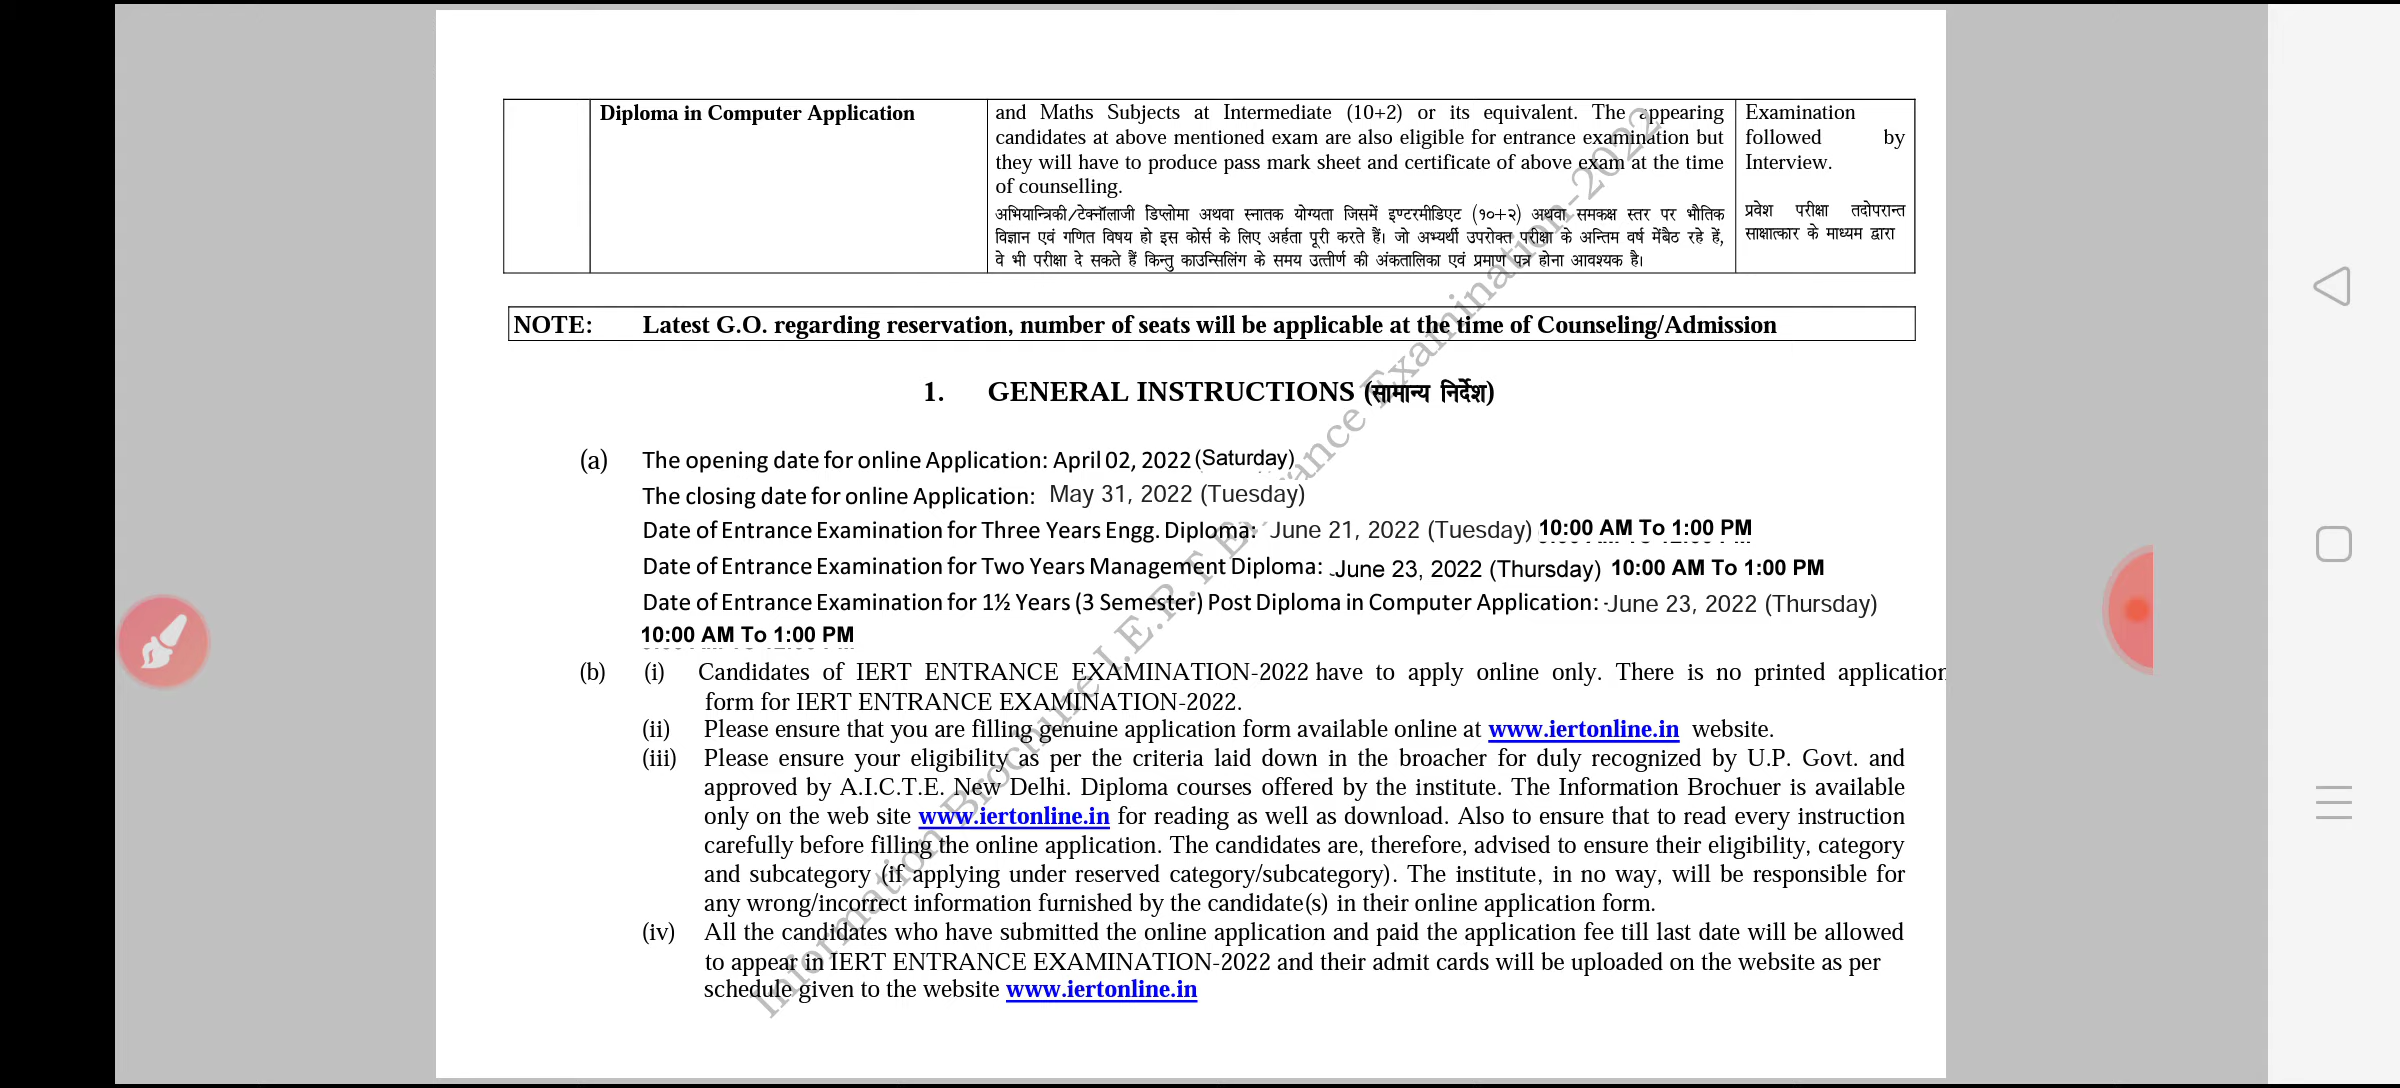 Diploma in Computer Application
and Maths Subjects at Intermediate (10+2) or its equivalent. The appearing
candidates at above mentioned exam are also eligible for entrance examination but
they will have to produce pass mark sheet and certificate of above exam at the time
of counselling.
अभियान्त्रिकी/टेक्नॉलाजी डिप्लोमा अथवा स्नातक योग्यता जिसमें इण्टरमीडिएट (१०+२) अथवा समकक्ष स्तर पर भौतिक
विज्ञान एवं गणित विषय हो इस कोर्स के लिए अर्हता पूरी करते हैं। जो अभ्यर्थी उपरोक्त परीक्षा के अन्तिम वर्ष मेंबैठ रहे हें,
वे भी परीक्षा दे सकते हैं किन्तु काउन्सिलिंग के समय उत्तीर्ण की अंकतालिका एवं प्रमाण पत्र होना आवश्यक है।
Examination
followed by
Interview.
प्रवेश परीक्षा तदोपरान्त
साक्षात्कार के माध्यम द्वारा
NOTE: Latest G.O. regarding reservation, number of seats will be applicable at the time of Counseling/Admission
1. GENERAL INSTRUCTIONS (सामान्य निर्देश)
(a) The opening date for online Application: April 02, 2022 (Saturday)
The closing date for online Application: May 31, 2022 (Tuesday)
Date of Entrance Examination for Three Years Engg. Diploma: June 21, 2022 (Tuesday) 10:00 AM To 1:00 PM
Date of Entrance Examination for Two Years Management Diploma: June 23, 2022 (Thursday) 10:00 AM To 1:00 PM
Date of Entrance Examination for 1½ Years (3 Semester) Post Diploma in Computer Application: June 23, 2022 (Thursday)
10:00 AM To 1:00 PM
(b) (i) Candidates of IERT ENTRANCE EXAMINATION-2022 have to apply online only. There is no printed application
form for IERT ENTRANCE EXAMINATION-2022.
(ii) Please ensure that you are filling genuine application form available online at www.iertonline.in website.
(iii) Please ensure your eligibility as per the criteria laid down in the broacher for duly recognized by U.P. Govt. and
approved by A.I.C.T.E. New Delhi. Diploma courses offered by the institute. The Information Brochuer is available
only on the web site www.iertonline.in for reading as well as download. Also to ensure that to read every instruction
carefully before filling the online application. The candidates are, therefore, advised to ensure their eligibility, category
and subcategory (if applying under reserved category/subcategory). The institute, in no way, will be responsible for
any wrong/incorrect information furnished by the candidate(s) in their online application form.
(iv) All the candidates who have submitted the online application and paid the application fee till last date will be allowed
to appear in IERT ENTRANCE EXAMINATION-2022 and their admit cards will be uploaded on the website as per
schedule given to the website www.iertonline.in
Information Brochure I.E.R.T Examination-2022